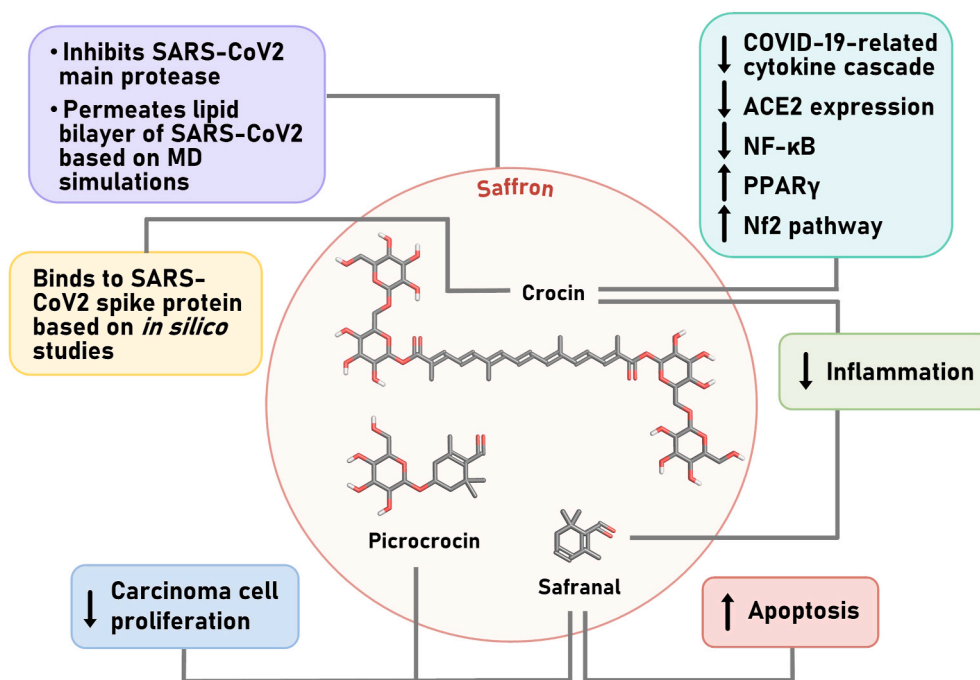 • Inhibits SARS-CoV2
main protease
• Permeates lipid
bilayer of SARS-CoV2
based on MD
simulations
COVID-19-related
cytokine cascade
ACE2 expression
NF-κB
PPARγ
Nf2 pathway
Saffron
Binds to SARS-
CoV2 spike protein
based on in silico
studies
Crocin
Inflammation
Picrocrocin
Safranal
Carcinoma cell
proliferation
Apoptosis